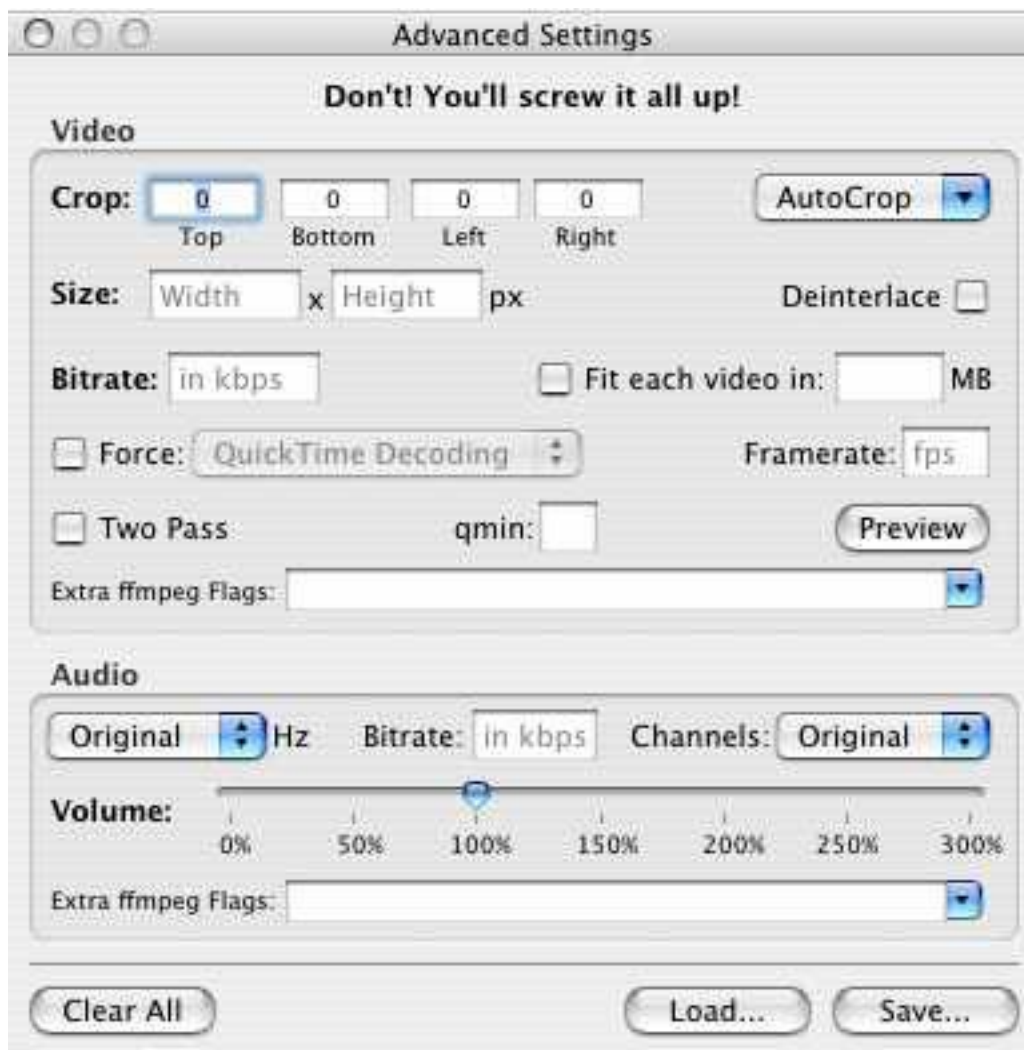 Advanced Settings
Don't! You'll screw it all up!
Video
Crop: 0 0 0 0 AutoCrop
Top Bottom Left Right
Size: Width x Height px Deinterlace
Bitrate: in kbps Fit each video in: MB
Force: QuickTime Decoding Framerate: fps
Two Pass qmin: Preview
Extra ffmpeg Flags:
Audio
Original Hz Bitrate: in kbps Channels: Original
Volume:
0% 50% 100% 150% 200% 250% 300%
Extra ffmpeg Flags:
Clear All Load... Save...